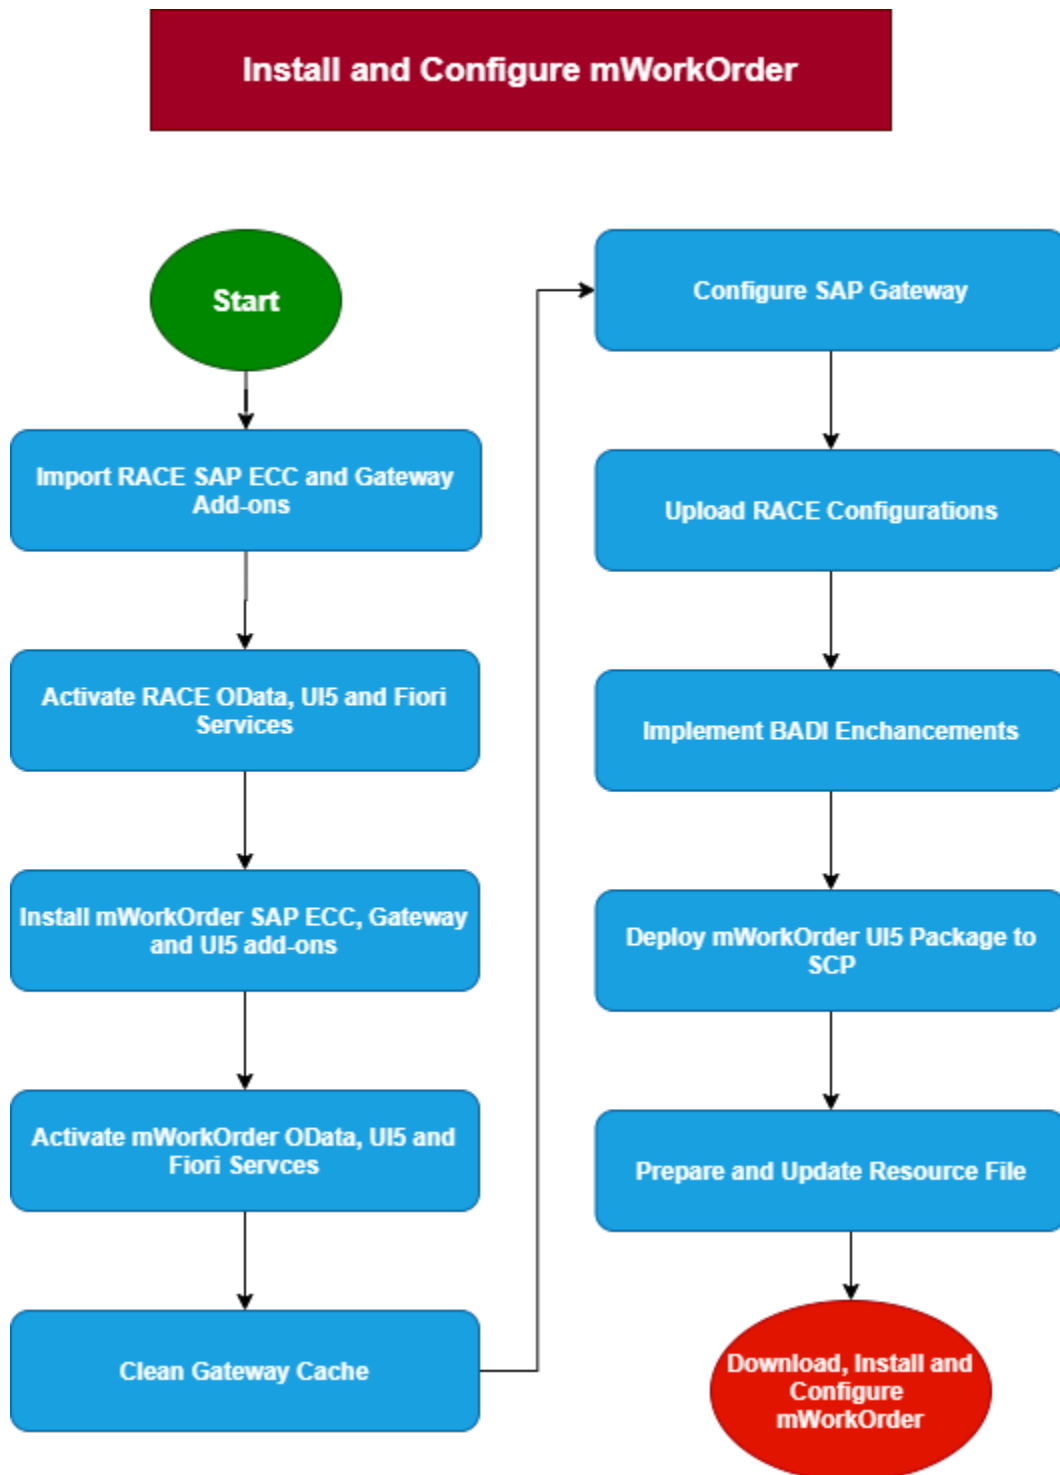 Install and Configure mWorkOrder
Start
Import RACE SAP ECC and Gateway
Add-ons
Activate RACE OData, UI5 and Fiori
Services
Install mWorkOrder SAP ECC, Gateway
and UI5 add-ons
Activate mWorkOrder OData, UI5 and
Fiori Servces
Clean Gateway Cache
Configure SAP Gateway
Upload RACE Configurations
Implement BADI Enchancements
Deploy mWorkOrder UI5 Package to
SCP
Prepare and Update Resource File
Download, Install and
Configure
mWorkOrder